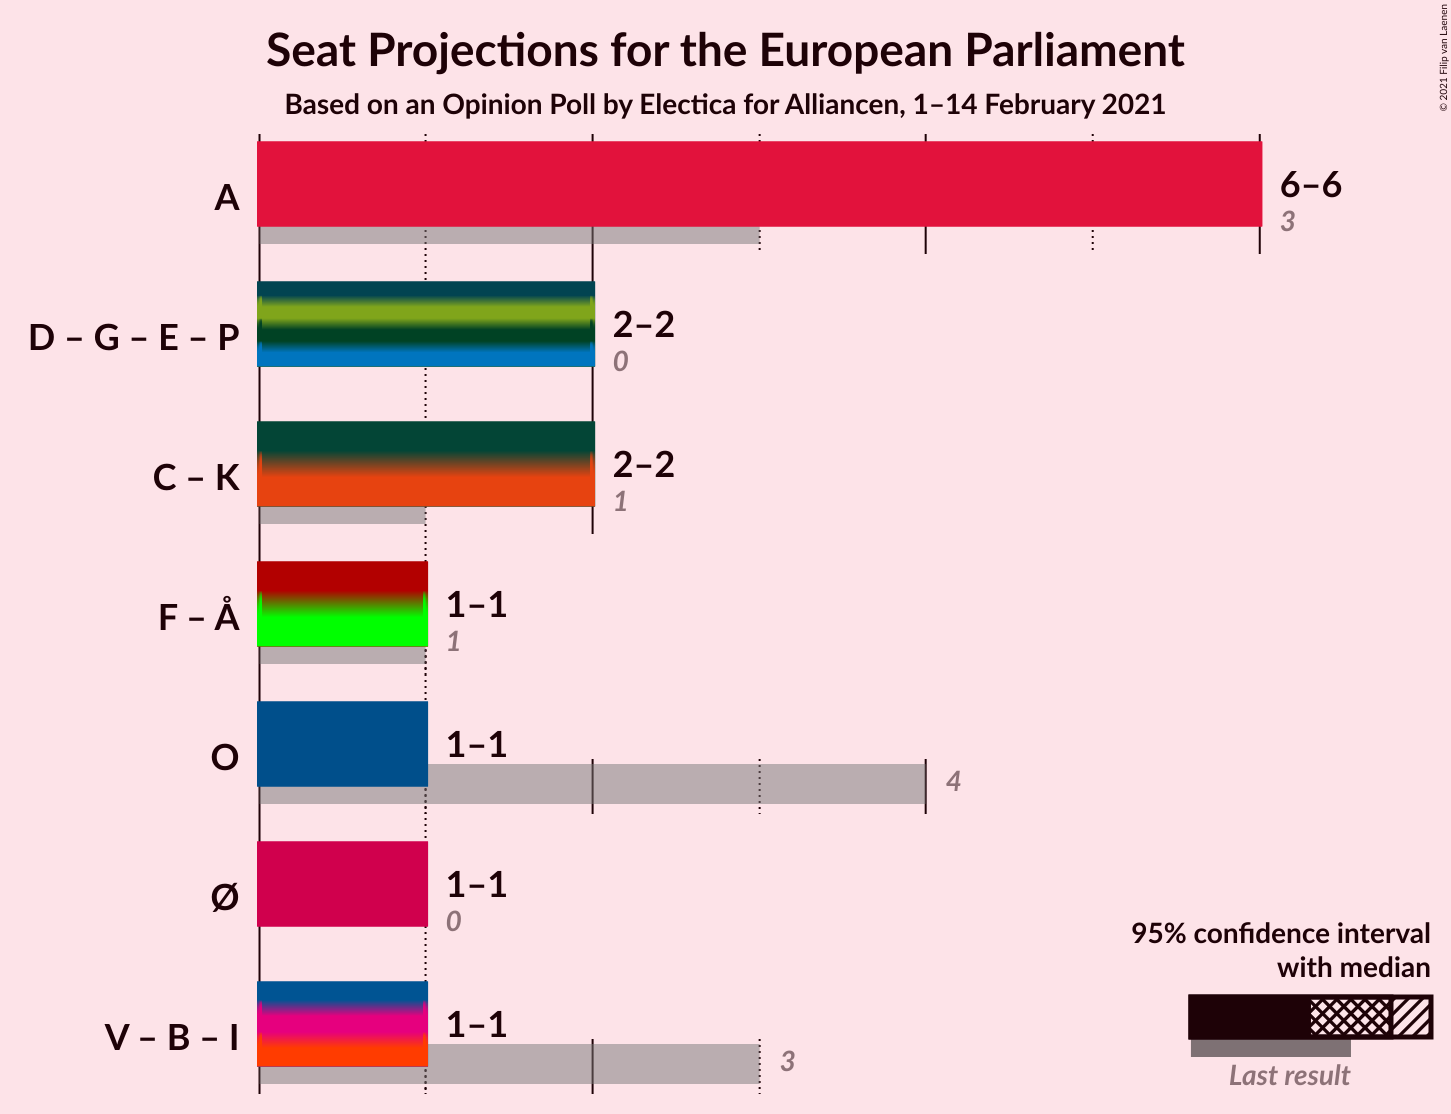 Seat Projections for the European Parliament
Based on an Opinion Poll by Electica for Alliancen, 1–14 February 2021
© 2021 Filip van Laenen
A
6–6
3
D – G – E – P
2–2
0
C – K
2–2
1
F – Å
1–1
1
O
1–1
4
Ø
1–1
0
V – B – I
1–1
3
95% confidence interval
with median
Last result